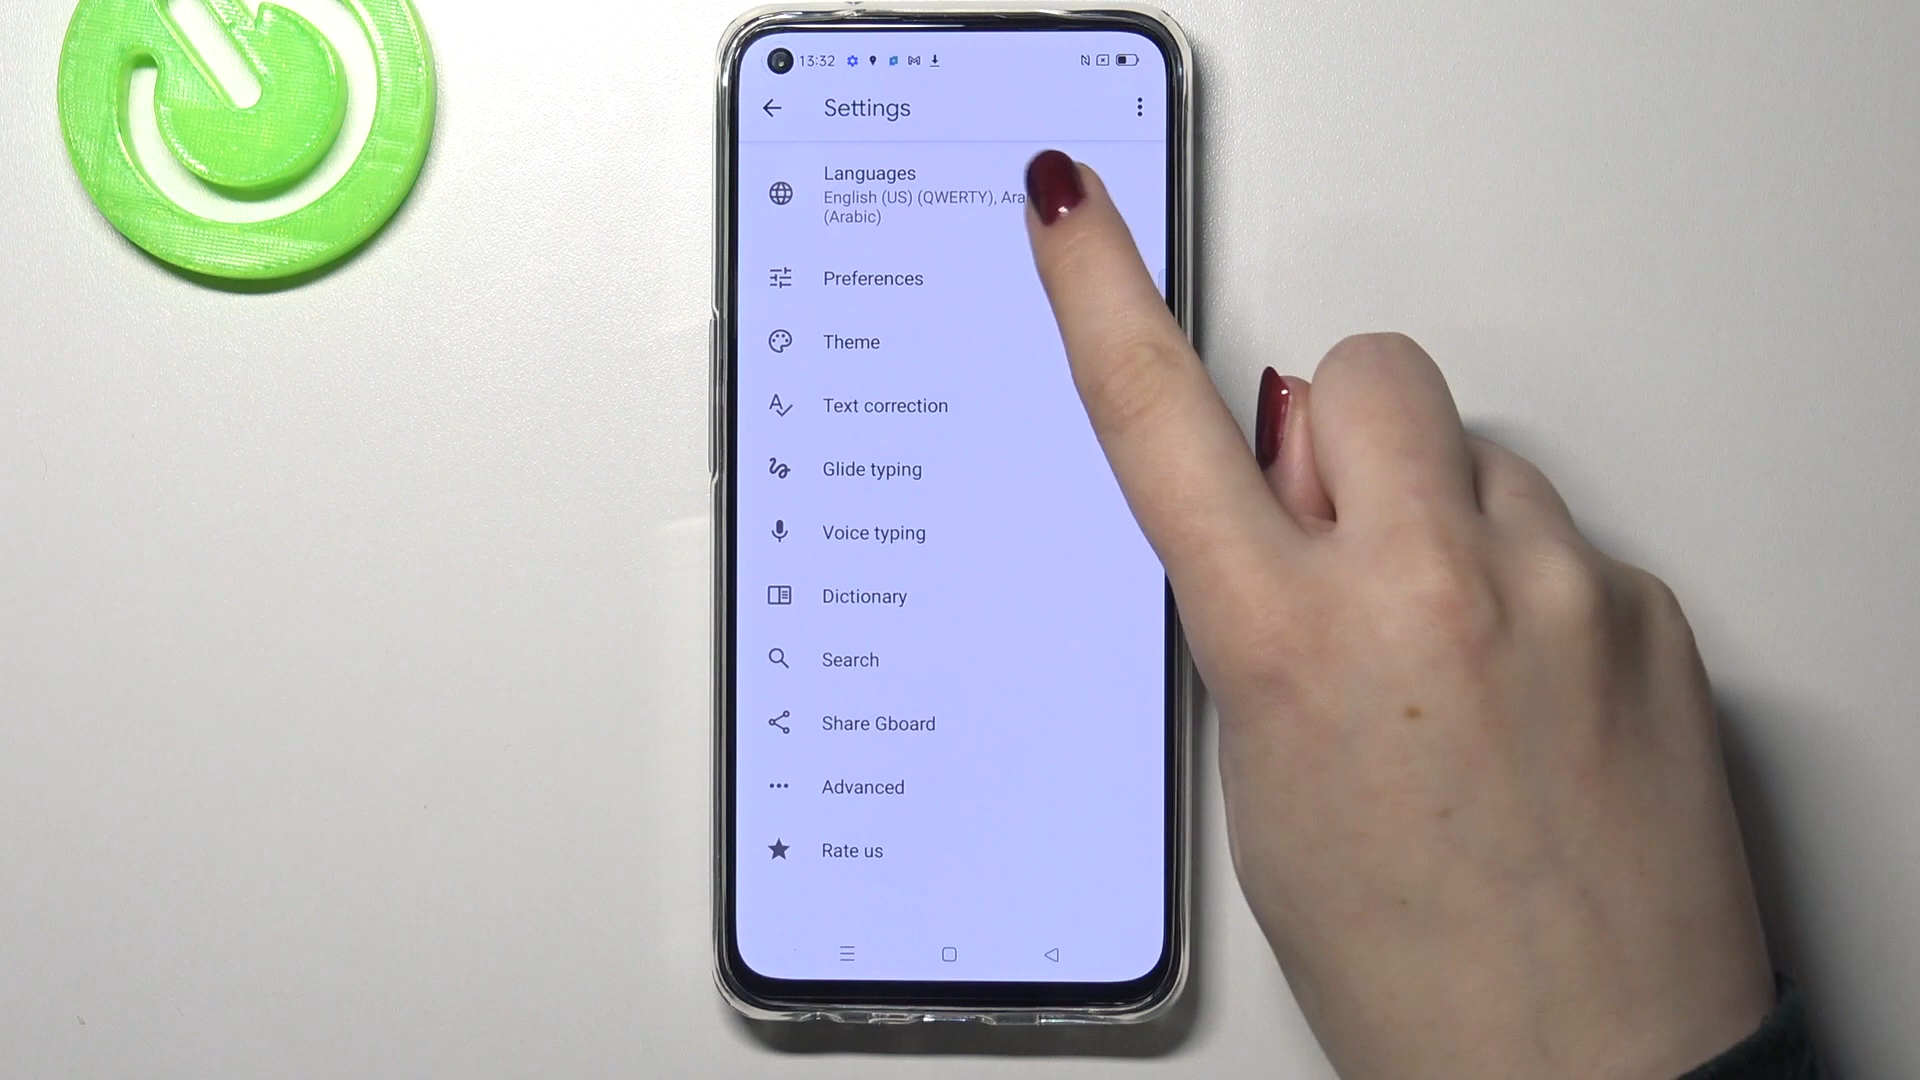 13:32
Settings
Languages
English (US) (QWERTY),
(Arabic)
Preferences
Theme
Text correction
Glide typing
Voice typing
Dictionary
Search
Share Gboard
Advanced
Rate us